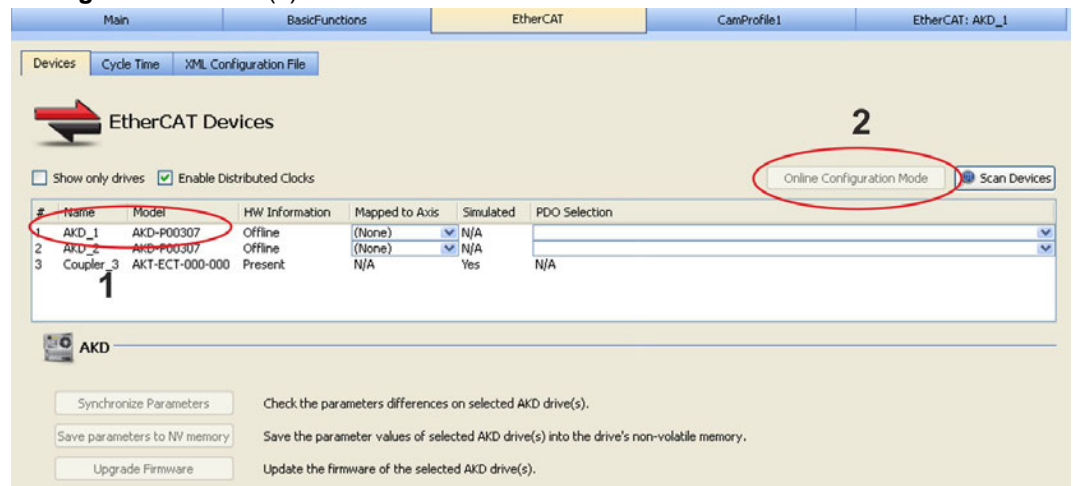 Main BasicFunctions EtherCAT CamProfile1 EtherCAT: AKD_1
Devices Cycle Time XML Configuration File
EtherCAT Devices
2
Show only drives Enable Distributed Clocks Online Configuration Mode Scan Devices
# Name Model HW Information Mapped to Axis Simulated PDO Selection
1 AKD_1 AKD-P00307 Offline (None) N/A
2 AKD_2 AKD-P00307 Offline (None) N/A
3 Coupler_3 AKT-ECT-000-000 Present N/A Yes N/A
1
AKD
Synchronize Parameters Check the parameters differences on selected AKD drive(s).
Save parameters to NV memory Save the parameter values of selected AKD drive(s) into the drive's non-volatile memory.
Upgrade Firmware Update the firmware of the selected AKD drive(s).